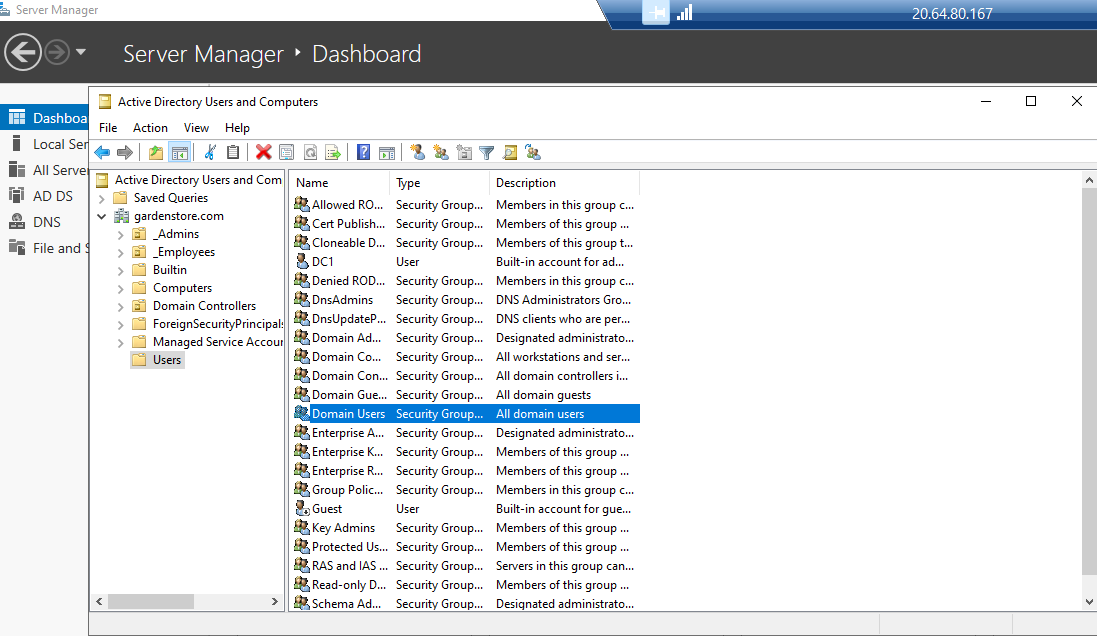 Server Manager
20.64.80.167
Server Manager • Dashboard
Dashboa
Local Ser
All Server
AD DS
DNS
File and S
Active Directory Users and Computers
File Action View Help
Active Directory Users and Com
Saved Queries
gardenstore.com
_Admins
_Employees
Builtin
Computers
Domain Controllers
ForeignSecurityPrincipals
Managed Service Accour
Users
Name Type Description
Allowed RO... Security Group... Members in this group c...
Cert Publish... Security Group... Members of this group ...
Cloneable D... Security Group... Members of this group t...
DC1 User Built-in account for ad...
Denied ROD... Security Group... Members in this group c...
DnsAdmins Security Group... DNS Administrators Gro...
DnsUpdateP... Security Group... DNS clients who are per...
Domain Ad... Security Group... Designated administrato...
Domain Co... Security Group... All workstations and ser...
Domain Con... Security Group... All domain controllers i...
Domain Gue... Security Group... All domain guests
Domain Users Security Group... All domain users
Enterprise A... Security Group... Designated administrato...
Enterprise K... Security Group... Members of this group ...
Enterprise R... Security Group... Members of this group ...
Group Polic... Security Group... Members in this group c...
Guest User Built-in account for gue...
Key Admins Security Group... Members of this group ...
Protected Us... Security Group... Members of this group ...
RAS and IAS ... Security Group... Servers in this group can...
Read-only D... Security Group... Members of this group ...
Schema Ad... Security Group... Designated administrato...